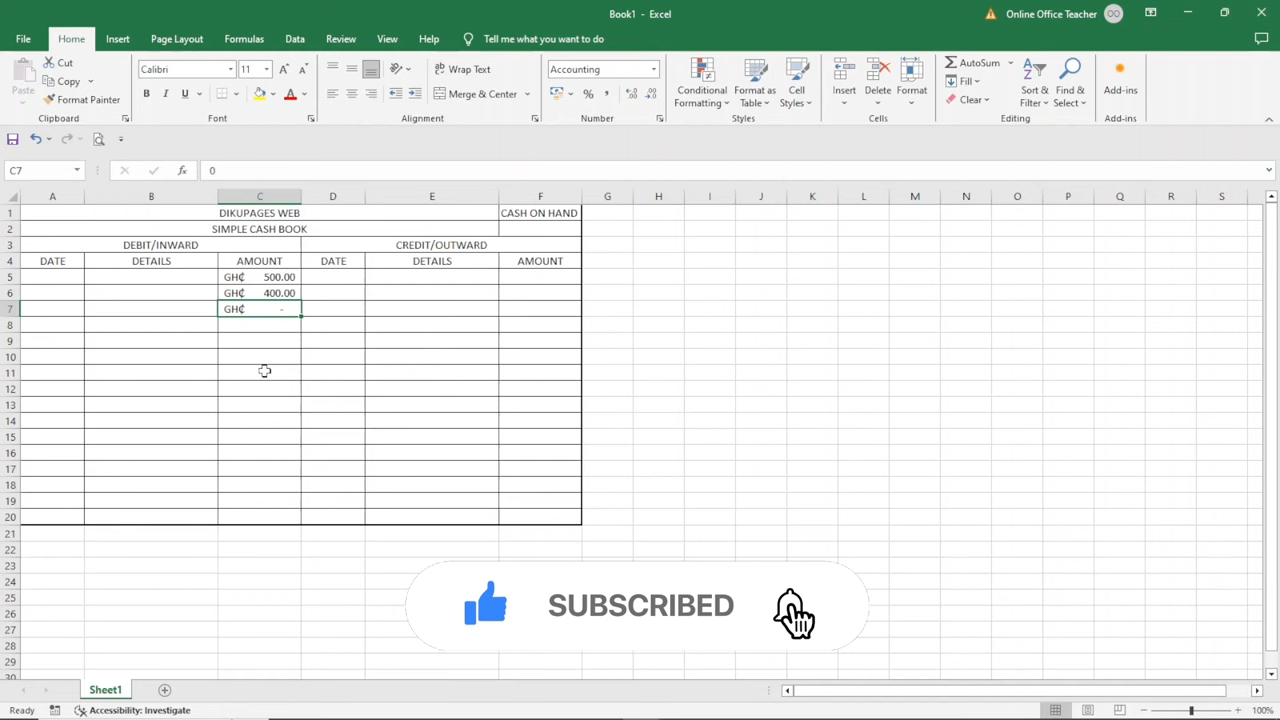 Book1 - Excel
Online Office Teacher
OO
File Home Insert Page Layout Formulas Data Review View Help Tell me what you want to do
Paste
Cut
Copy
Format Painter
Clipboard
Calibri 11
B I U
Font
Wrap Text
Merge & Center
Alignment
Accounting
%
Number
Conditional Formatting
Format as Table
Cell Styles
Styles
Insert
Delete
Format
Cells
AutoSum
Fill
Clear
Sort & Filter
Find & Select
Editing
Add-ins
Add-ins
C7 fx 0
A B C D E F G H I J K L M N O P Q R S
1 DIKUPAGES WEB CASH ON HAND
2 SIMPLE CASH BOOK
3 DEBIT/INWARD CREDIT/OUTWARD
4 DATE DETAILS AMOUNT DATE DETAILS AMOUNT
5 GH₵ 500.00
6 GH₵ 400.00
7 GH₵ -
8
9
10
11
12
13
14
15
16
17
18
19
20
21
22
23
24
25
26
27
28
29
30
SUBSCRIBED
Sheet1
Ready Accessibility: Investigate 100%